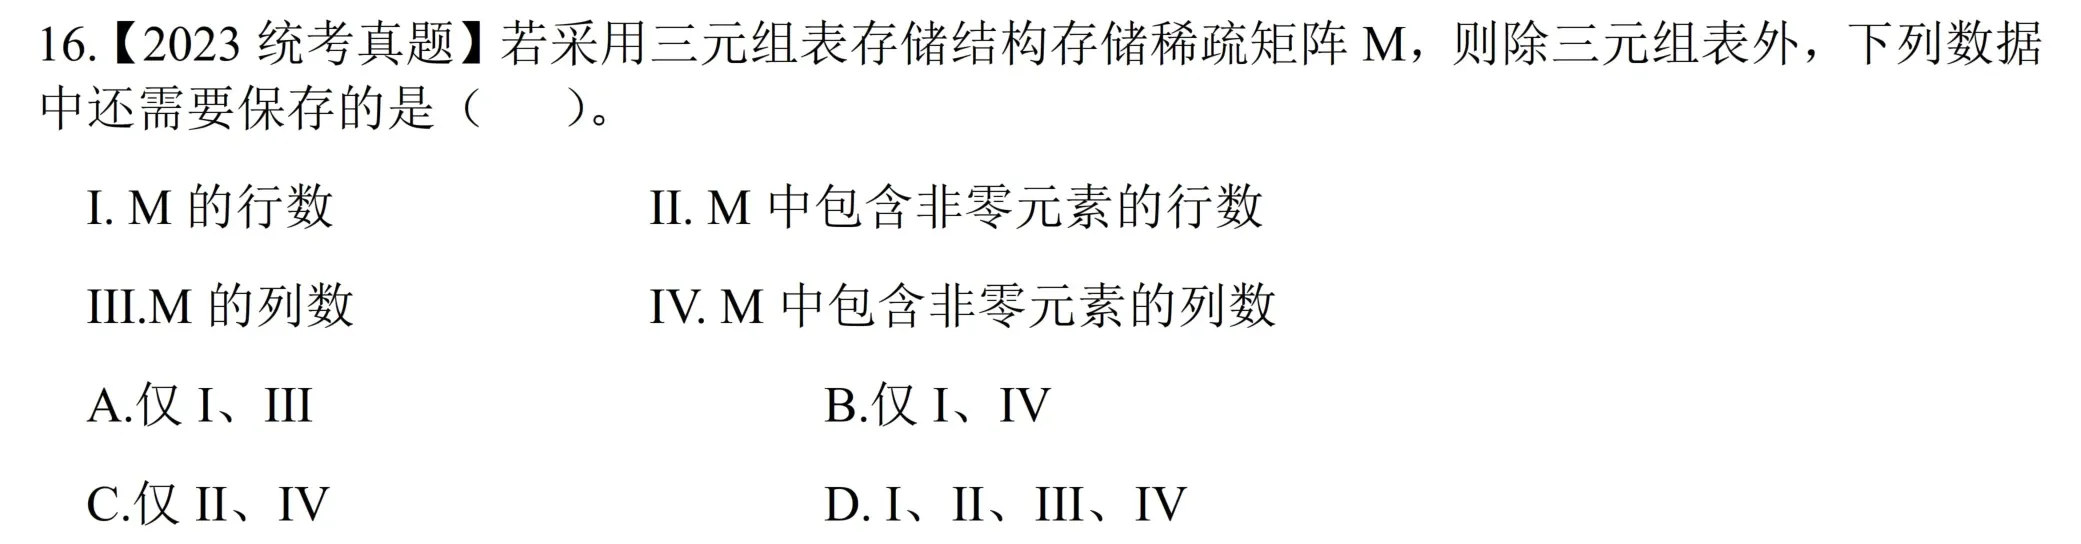 16.【2023 统考真题】若采用三元组表存储结构存储稀疏矩阵 M，则除三元组表外，下列数据
中还需要保存的是（　　）。
I. M 的行数　　II. M 中包含非零元素的行数
III.M 的列数　　IV. M 中包含非零元素的列数
A.仅 I、III　　B.仅 I、IV
C.仅 II、IV　　D. I、II、III、IV